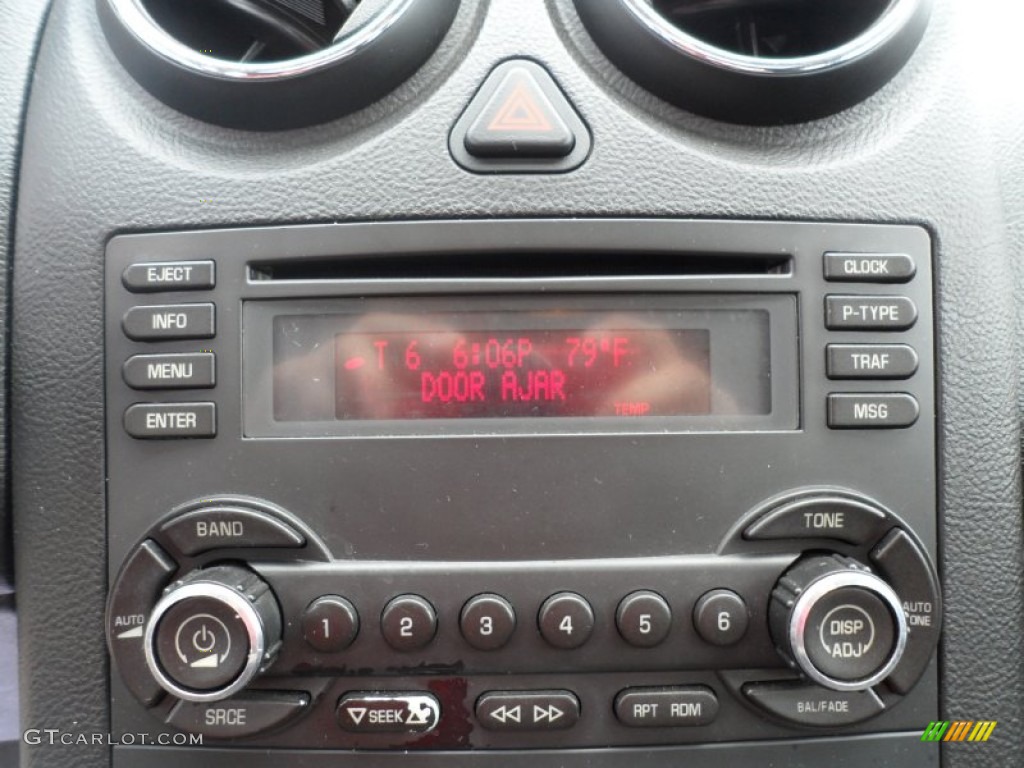 EJECT
INFO
MENU
ENTER
T 6 6:06P 79°F
DOOR AJAR
TEMP
CLOCK
P-TYPE
TRAF
MSG
BAND
TONE
AUTO
1 2 3 4 5 6
DISP
ADJ
AUTO
TONE
SRCE
SEEK
RPT RDM
BAL/FADE
GTCARLOT.COM